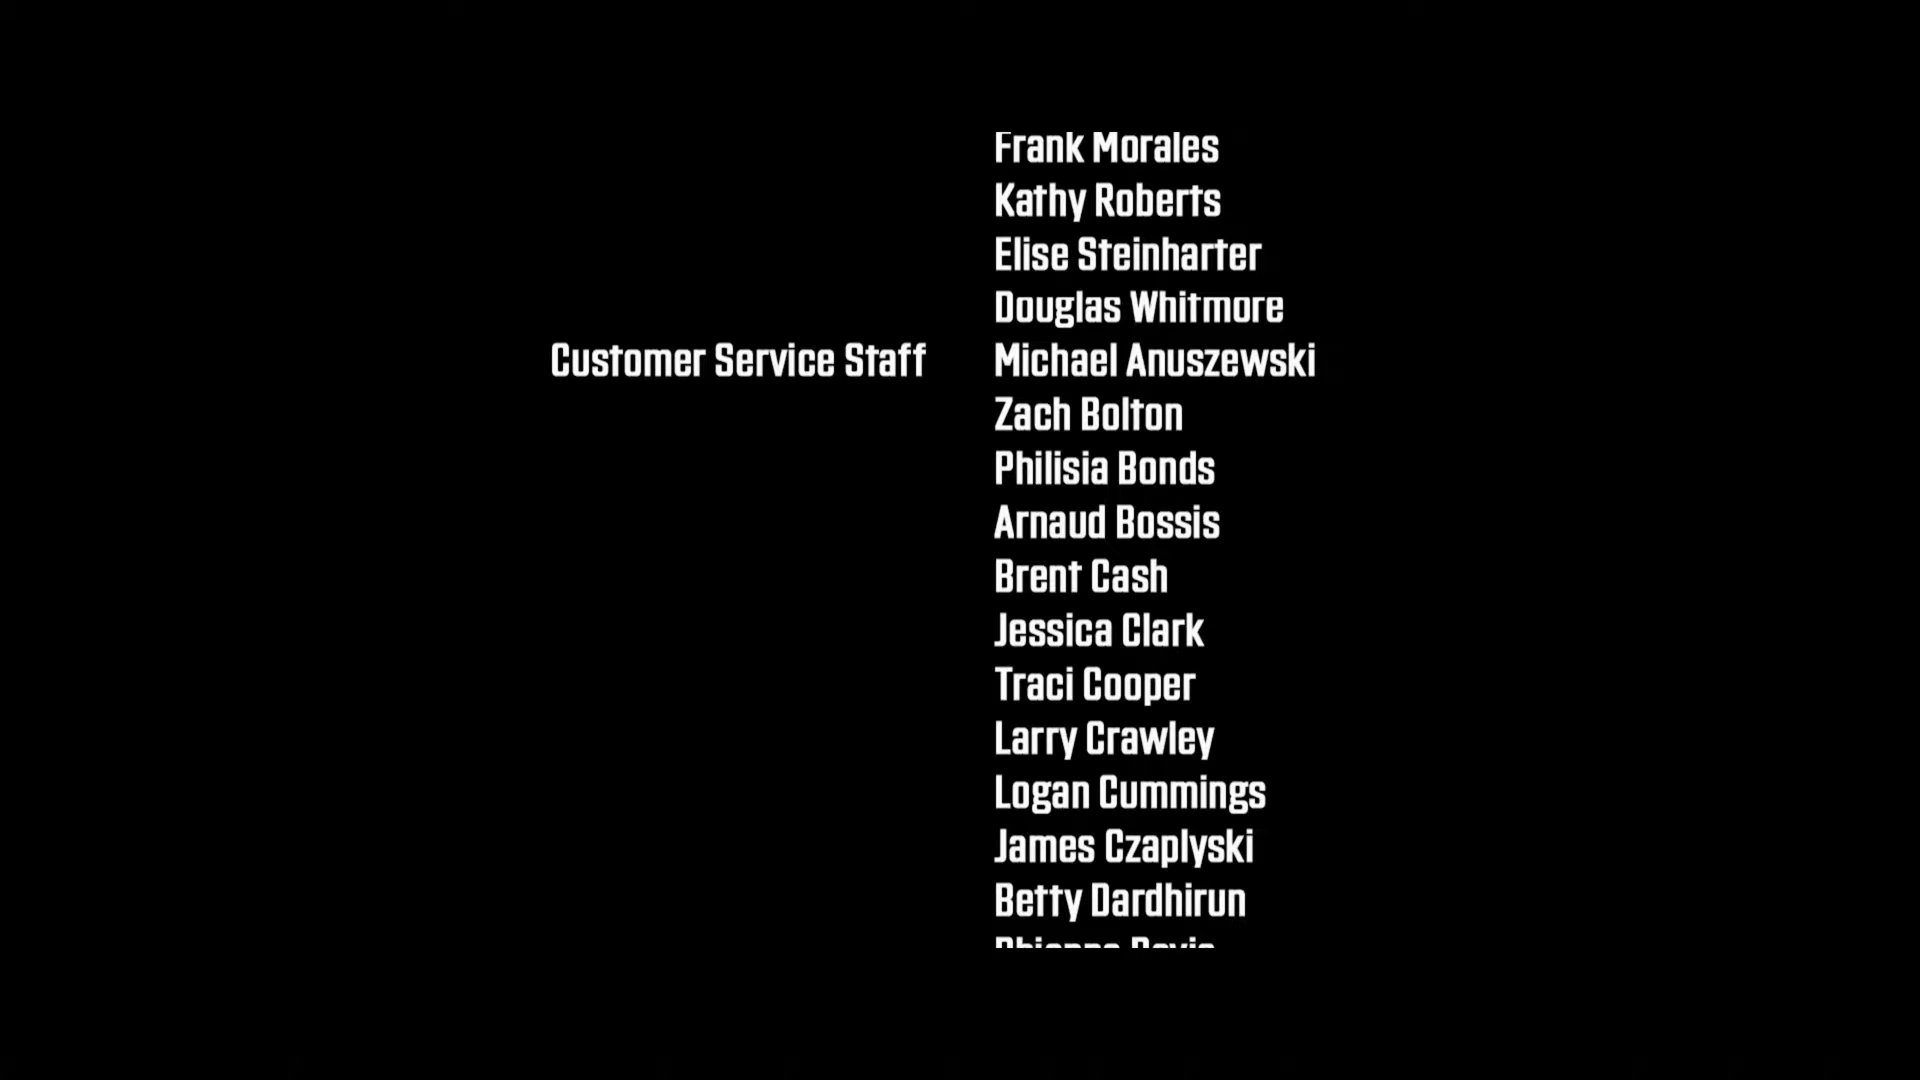 Frank Morales
Kathy Roberts
Elise Steinharter
Douglas Whitmore
Customer Service Staff Michael Anuszewski
Zach Bolton
Philisia Bonds
Arnaud Bossis
Brent Cash
Jessica Clark
Traci Cooper
Larry Crawley
Logan Cummings
James Czaplyski
Betty Dardhirun